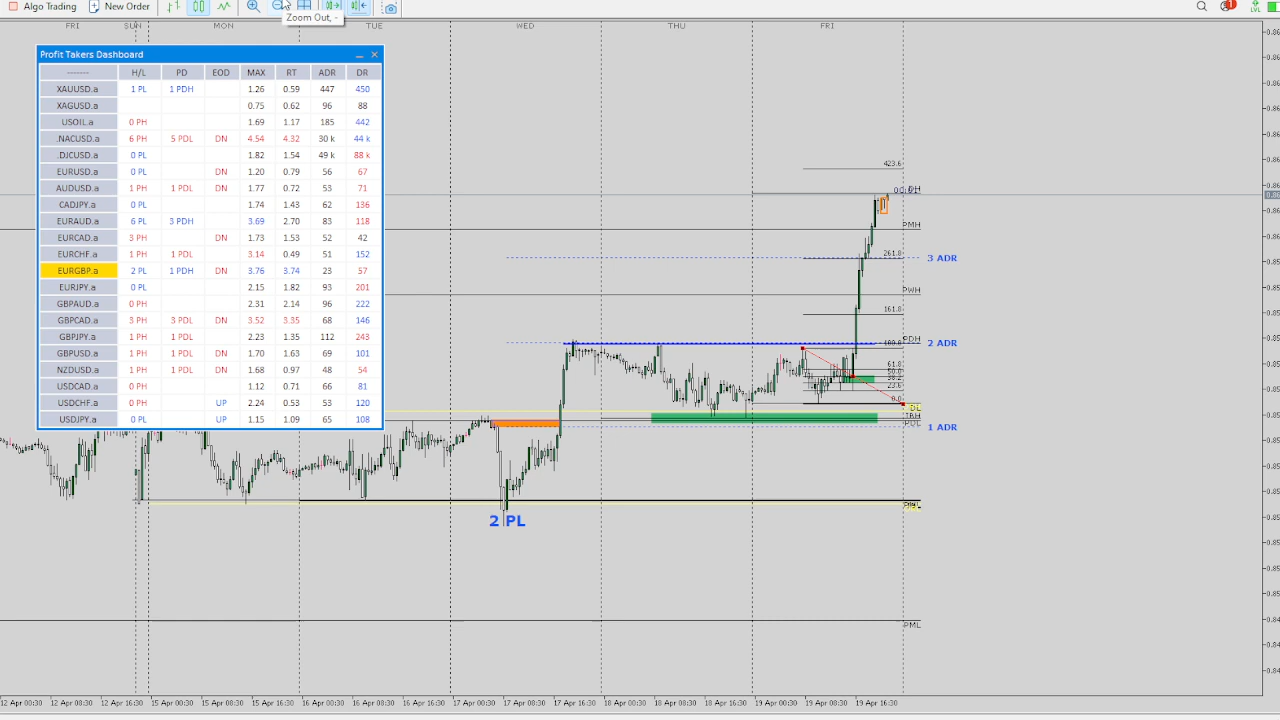 Algo Trading New Order
Zoom Out, -
FRI SUN MON TUE WED THU FRI
Profit Takers Dashboard
------- H/L PD EOD MAX RT ADR DR
XAUUSD.a 1 PL 1 PDH 1.26 0.59 447 450
XAGUSD.a 0.75 0.62 96 88
USOIL.a 0 PH 1.69 1.17 185 442
.NACUSD.a 6 PH 5 PDL DN 4.54 4.32 30 k 44 k
.DJCUSD.a 0 PL 1.82 1.54 49 k 88 k
EURUSD.a 0 PL DN 1.20 0.79 56 67
AUDUSD.a 1 PH 1 PDL DN 1.77 0.72 53 71
CADJPY.a 0 PL 1.74 1.43 62 136
EURAUD.a 6 PL 3 PDH 3.69 2.70 83 118
EURCAD.a 3 PH DN 1.73 1.53 52 42
EURCHF.a 1 PH 1 PDL 3.14 0.49 51 152
EURGBP.a 2 PL 1 PDH DN 3.76 3.74 23 57
EURJPY.a 0 PL 2.15 1.82 93 201
GBPAUD.a 0 PH 2.31 2.14 96 222
GBPCAD.a 3 PH 3 PDL DN 3.52 3.35 68 146
GBPJPY.a 1 PH 1 PDL 2.23 1.35 112 243
GBPUSD.a 1 PH 1 PDL DN 1.70 1.63 69 101
NZDUSD.a 1 PH 1 PDL DN 1.68 0.97 48 54
USDCAD.a 0 PH 1.12 0.71 66 81
USDCHF.a 0 PH UP 2.24 0.53 53 120
USDJPY.a 0 PL UP 1.15 1.09 65 108
423.6
DH
PMH
261.8
3 ADR
PWH
161.8
PDH
2 ADR
100.0
61.8
50.0
38.2
23.6
0.0
DL
PDL
1 ADR
2 PL
PML
12 Apr 00:30 12 Apr 08:30 12 Apr 16:30 15 Apr 00:30 15 Apr 08:30 15 Apr 16:30 16 Apr 00:30 16 Apr 08:30 16 Apr 16:30 17 Apr 00:30 17 Apr 08:30 17 Apr 16:30 18 Apr 00:30 18 Apr 08:30 18 Apr 16:30 19 Apr 00:30 19 Apr 08:30 19 Apr 16:30